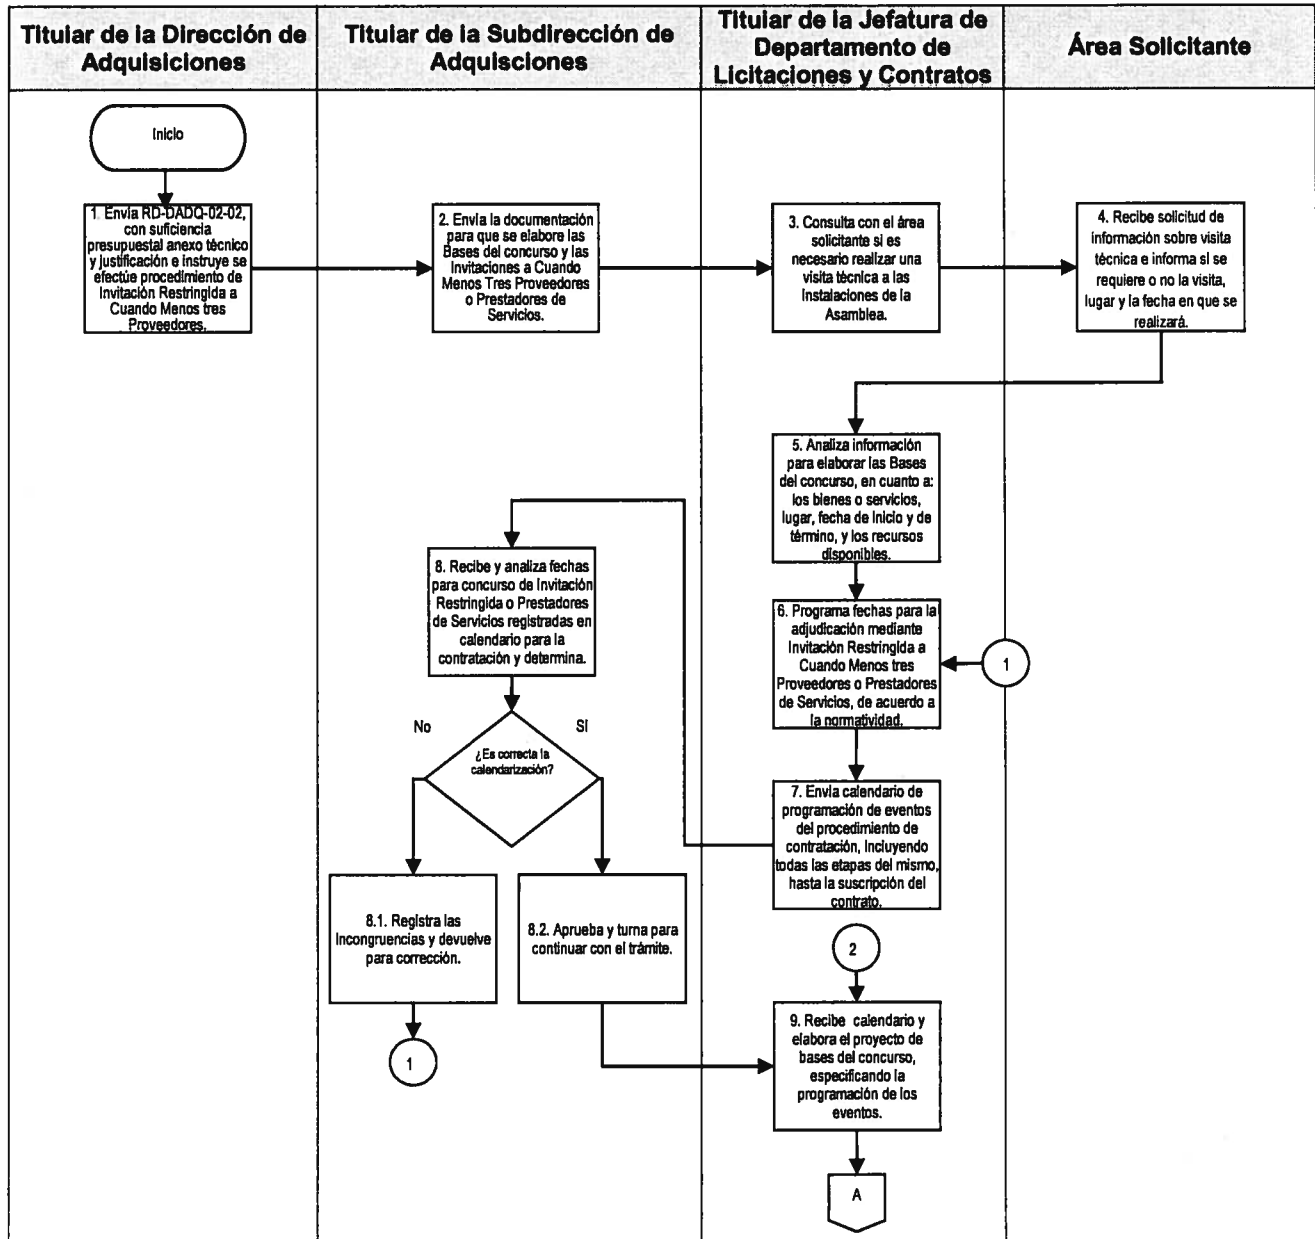 Titular de la Dirección de
Adquisiciones
Titular de la Subdirección de
Adquisciones
Titular de la Jefatura de
Departamento de
Licitaciones y Contratos
Área Solicitante
Inicio
1. Envía RD-DADQ-02-02,
con suficiencia
presupuestal anexo técnico
y justificación e instruye se
efectúe procedimiento de
Invitación Restringida a
Cuando Menos tres
Proveedores.
2. Envía la documentación
para que se elabore las
Bases del concurso y las
Invitaciones a Cuando
Menos Tres Proveedores
o Prestadores de
Servicios.
3. Consulta con el área
solicitante si es
necesario realizar una
visita técnica a las
Instalaciones de la
Asamblea.
4. Recibe solicitud de
información sobre visita
técnica e informa si se
requiere o no la visita,
lugar y la fecha en que se
realizará.
5. Analiza información
para elaborar las Bases
del concurso, en cuanto a:
los bienes o servicios,
lugar, fecha de inicio y de
término, y los recursos
disponibles.
6. Programa fechas para la
adjudicación mediante
Invitación Restringida a
Cuando Menos tres
Proveedores o Prestadores
de Servicios, de acuerdo a
la normatividad.
1
7. Envía calendario de
programación de eventos
del procedimiento de
contratación, incluyendo
todas las etapas del mismo,
hasta la suscripción del
contrato.
8. Recibe y analiza fechas
para concurso de Invitación
Restringida o Prestadores
de Servicios registradas en
calendario para la
contratación y determina.
No
Sí
¿Es correcta la
calendarización?
8.1. Registra las
Incongruencias y devuelve
para corrección.
8.2. Aprueba y turna para
continuar con el trámite.
1
2
9. Recibe calendario y
elabora el proyecto de
bases del concurso,
especificando la
programación de los
eventos.
A